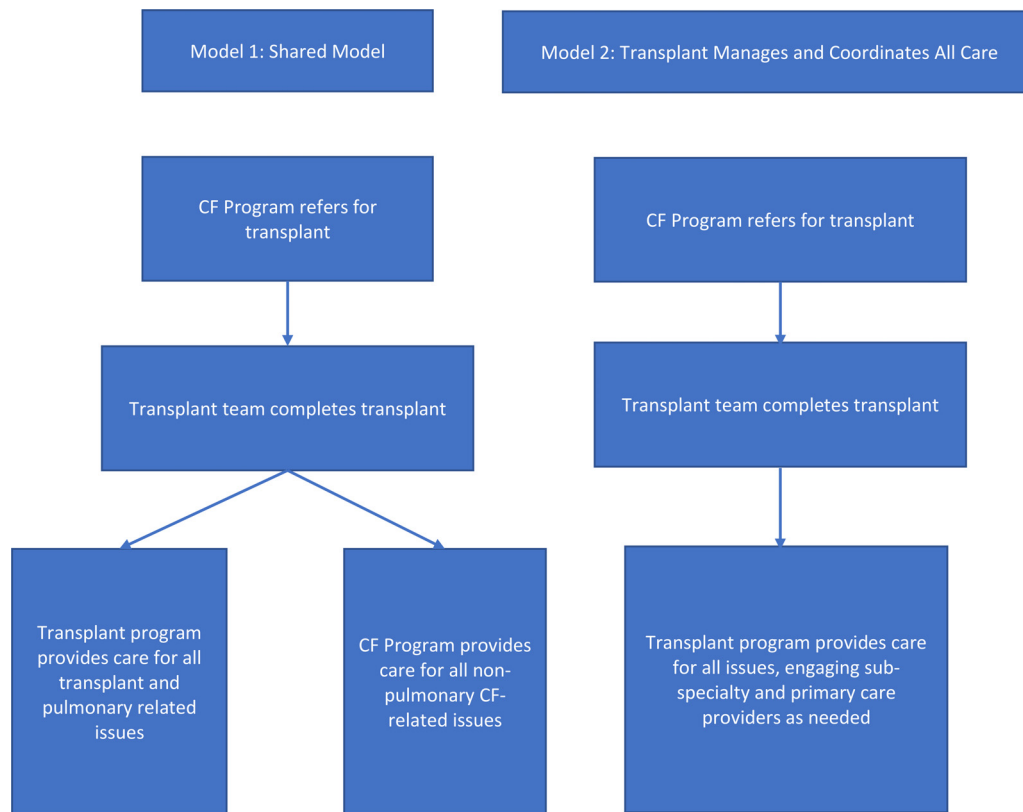 Model 1: Shared Model
Model 2: Transplant Manages and Coordinates All Care
CF Program refers for
transplant
CF Program refers for transplant
Transplant team completes transplant
Transplant team completes transplant
Transplant program
provides care for all
transplant and
pulmonary related
issues
CF Program provides
care for all non-
pulmonary CF-
related issues
Transplant program provides care
for all issues, engaging sub-
specialty and primary care
providers as needed